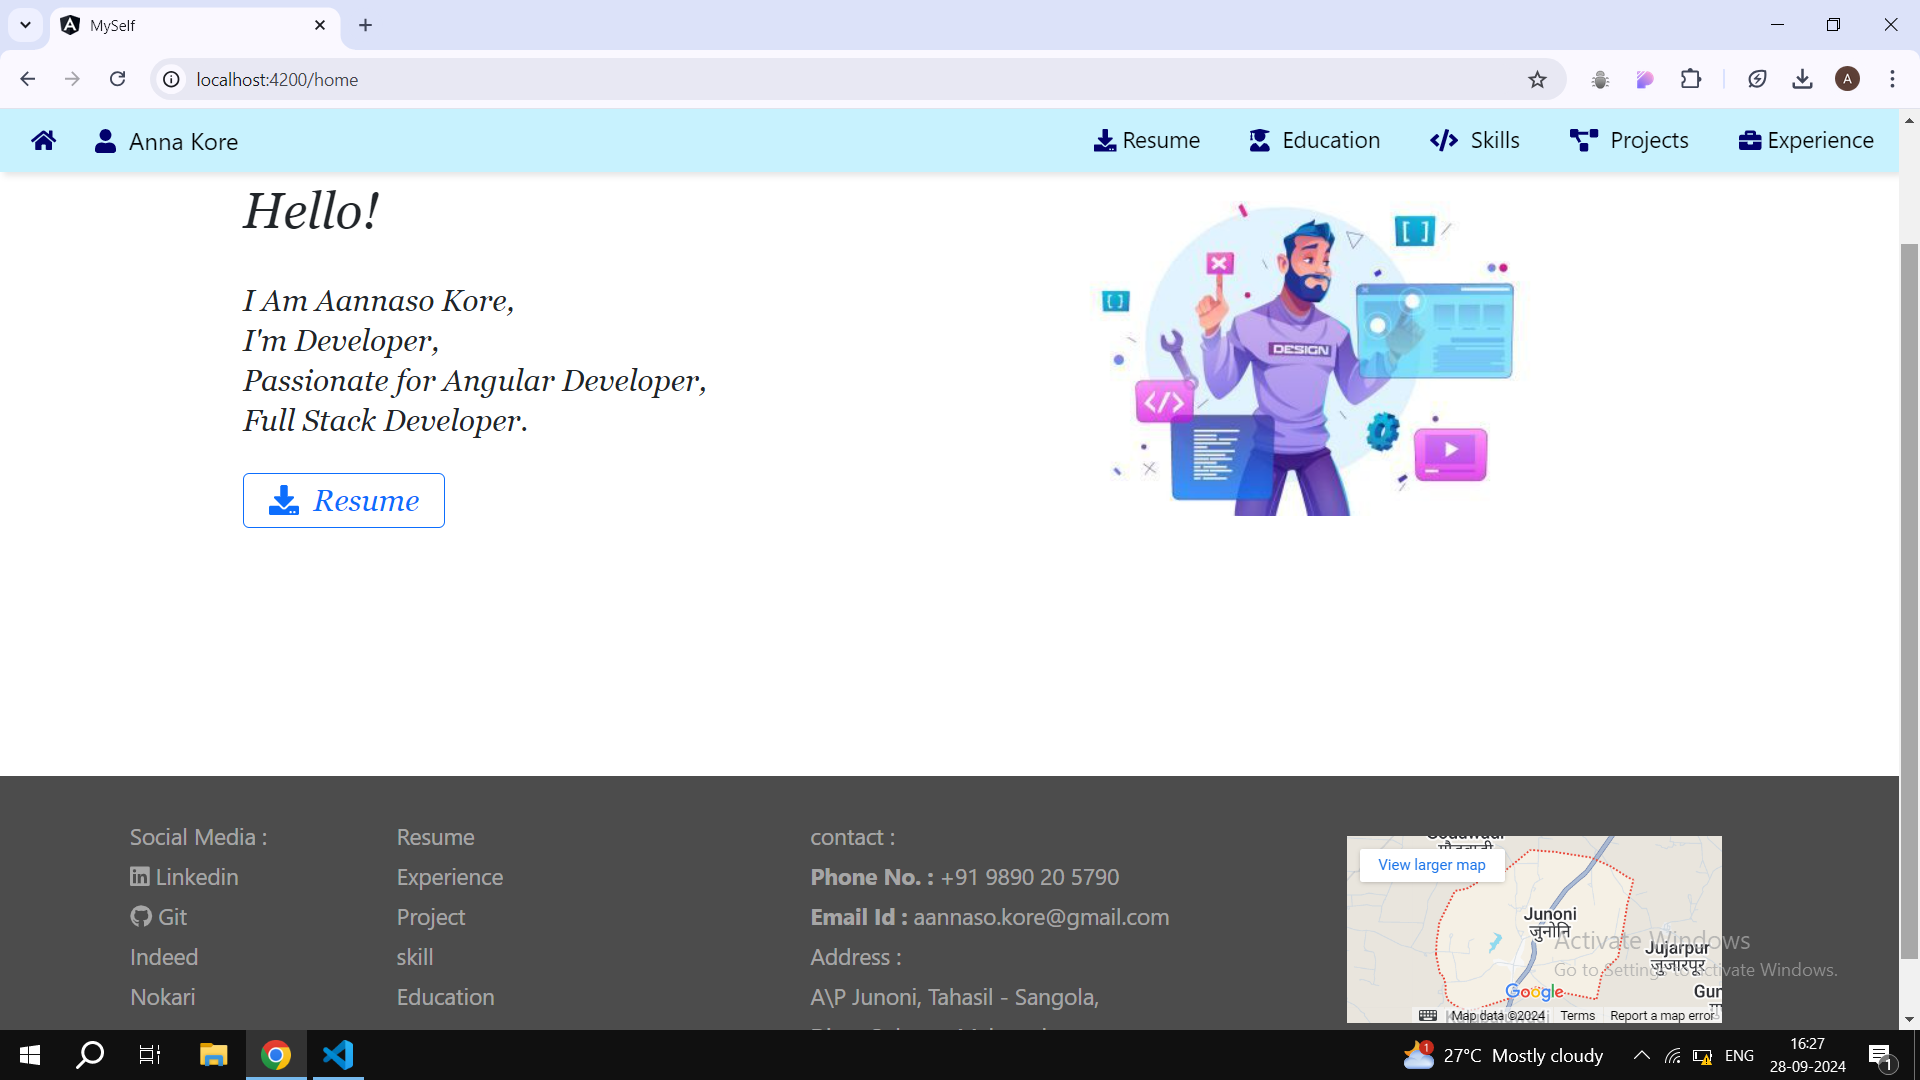 MySelf
localhost:4200/home
A
Anna Kore
Resume
Education
Skills
Projects
Experience
Hello!
I Am Aannaso Kore,
I'm Developer,
Passionate for Angular Developer,
Full Stack Developer.
Resume
[ ]
[ ]
DESIGN
</>
Social Media :
Linkedin
Git
Indeed
Nokari
Resume
Experience
Project
skill
Education
contact :
Phone No. : +91 9890 20 5790
Email Id : aannaso.kore@gmail.com
Address :
A\P Junoni, Tahasil - Sangola,
View larger map
Junoni
जुनोनि
Jujarpur
जुजारपूर
Google
Map data ©2024
Terms
Report a map error
Activate Windows
Go to Settings to activate Windows.
1
27°C Mostly cloudy
ENG
16:27
28-09-2024
1